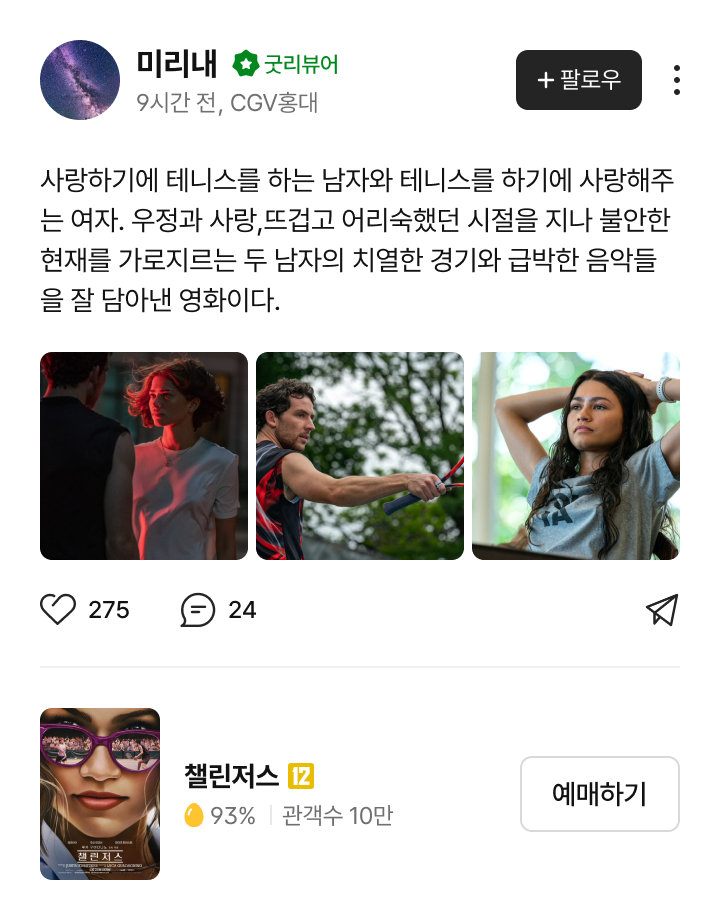 미리내 굿리뷰어
9시간 전, CGV홍대
+ 팔로우
사랑하기에 테니스를 하는 남자와 테니스를 하기에 사랑해주
는 여자. 우정과 사랑,뜨겁고 어리숙했던 시절을 지나 불안한
현재를 가로지르는 두 남자의 치열한 경기와 급박한 음악들
을 잘 담아낸 영화이다.
275
24
챌린저스
챌린저스 12
93% 관객수 10만
예매하기